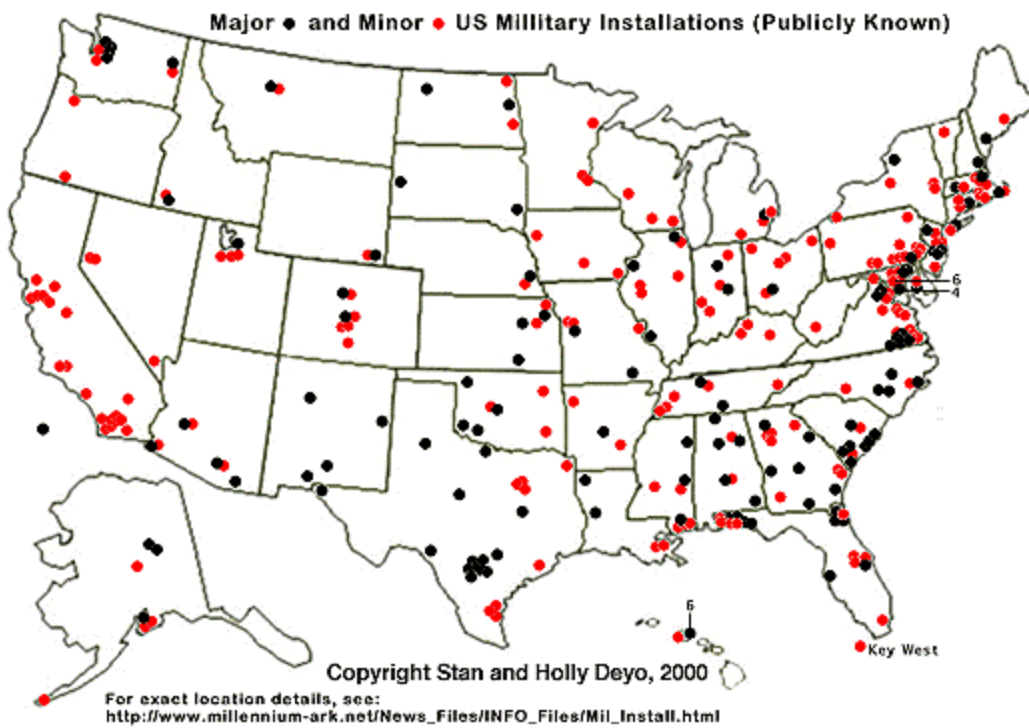 Major ● and Minor ● US Millitary Installations (Publicly Known)
6
4
6
Key West
Copyright Stan and Holly Deyo, 2000
For exact location details, see:
http://www.millennium-ark.net/News_Files/INFO_Files/Mil_Install.html